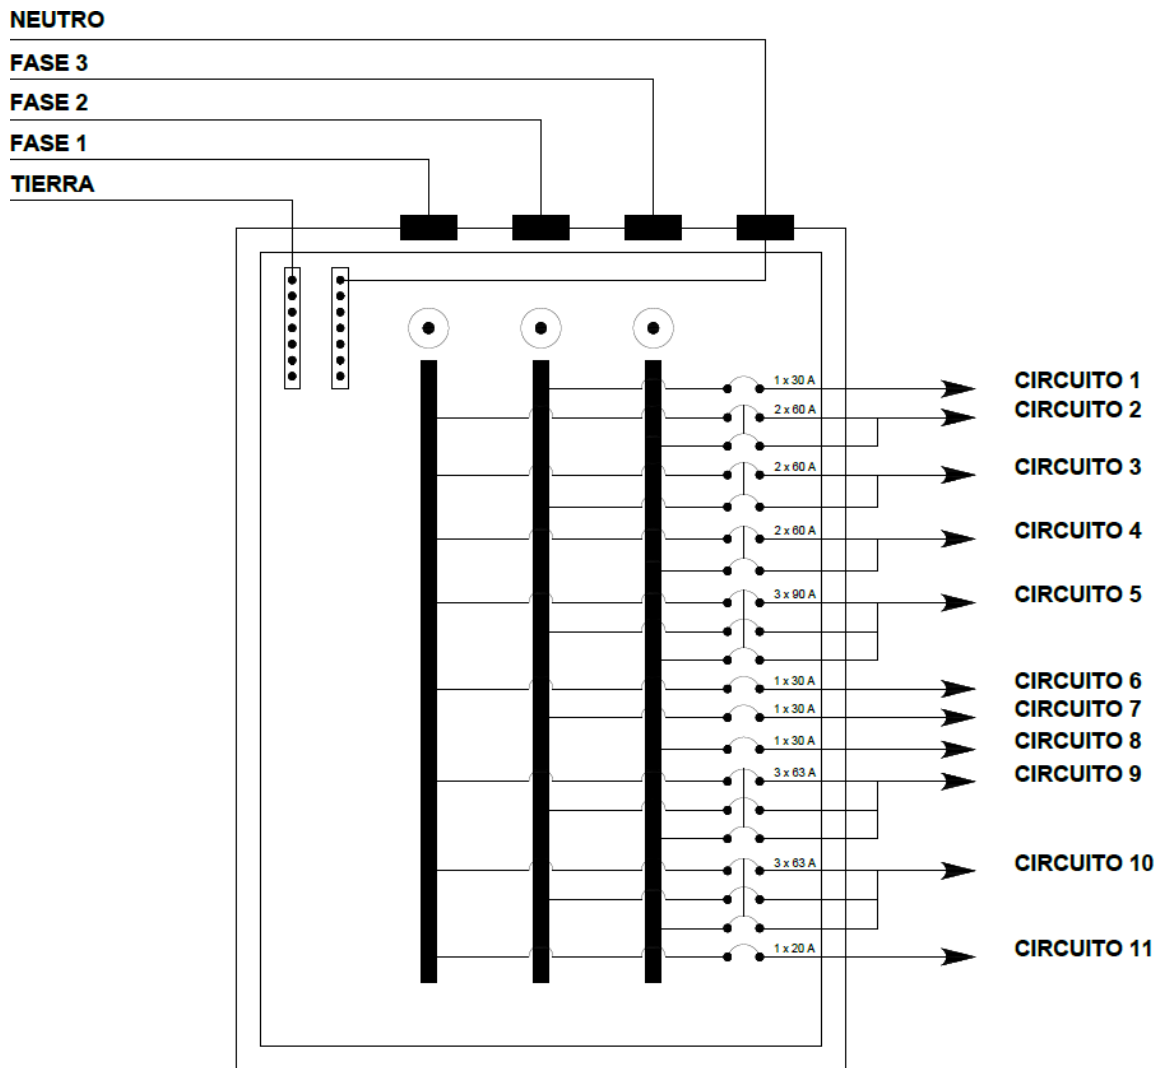 NEUTRO
FASE 3
FASE 2
FASE 1
TIERRA
1 x 30 A CIRCUITO 1
2 x 60 A CIRCUITO 2
2 x 60 A CIRCUITO 3
2 x 60 A CIRCUITO 4
3 x 90 A CIRCUITO 5
1 x 30 A CIRCUITO 6
1 x 30 A CIRCUITO 7
1 x 30 A CIRCUITO 8
3 x 63 A CIRCUITO 9
3 x 63 A CIRCUITO 10
1 x 20 A CIRCUITO 11